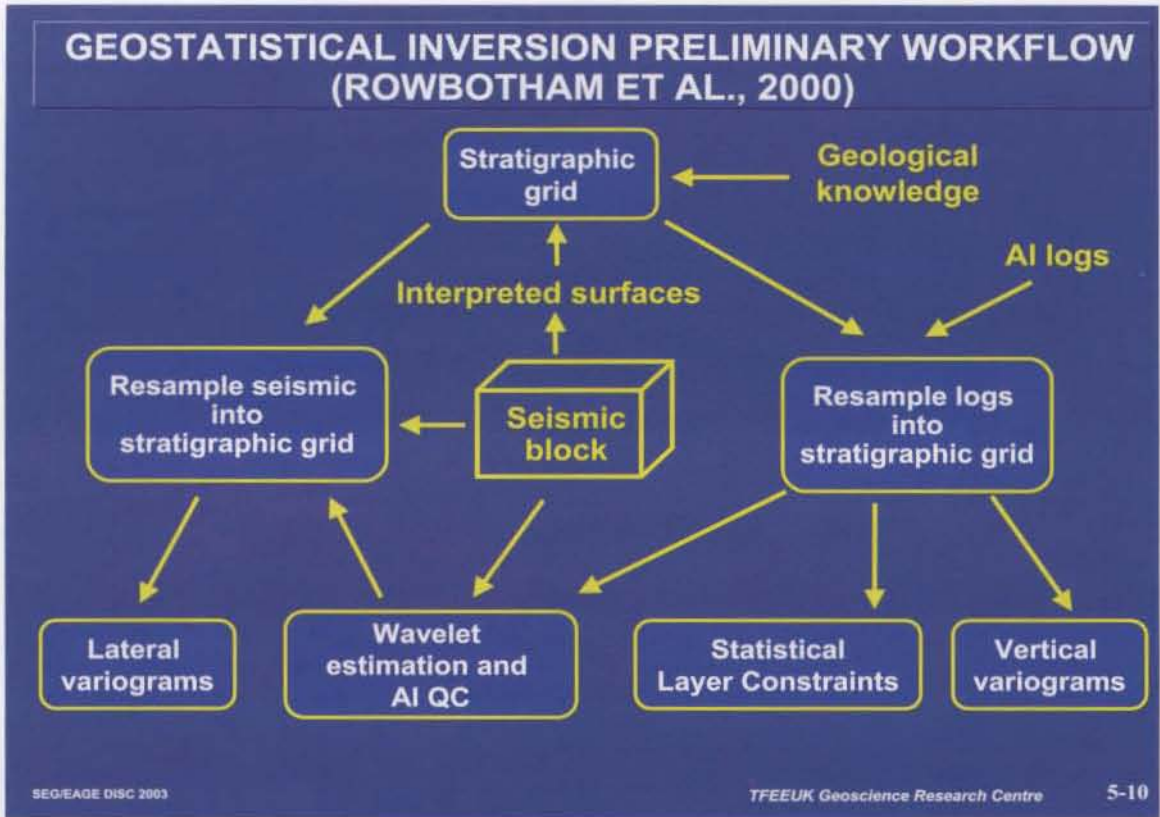 GEOSTATISTICAL INVERSION PRELIMINARY WORKFLOW
(ROWBOTHAM ET AL., 2000)
Stratigraphic
grid
Geological
knowledge
AI logs
Interpreted surfaces
Resample seismic
into
stratigraphic grid
Seismic
block
Resample logs
into
stratigraphic grid
Lateral
variograms
Wavelet
estimation and
AI QC
Statistical
Layer Constraints
Vertical
variograms
SEG/EAGE DISC 2003
TFEEUK Geoscience Research Centre
5-10